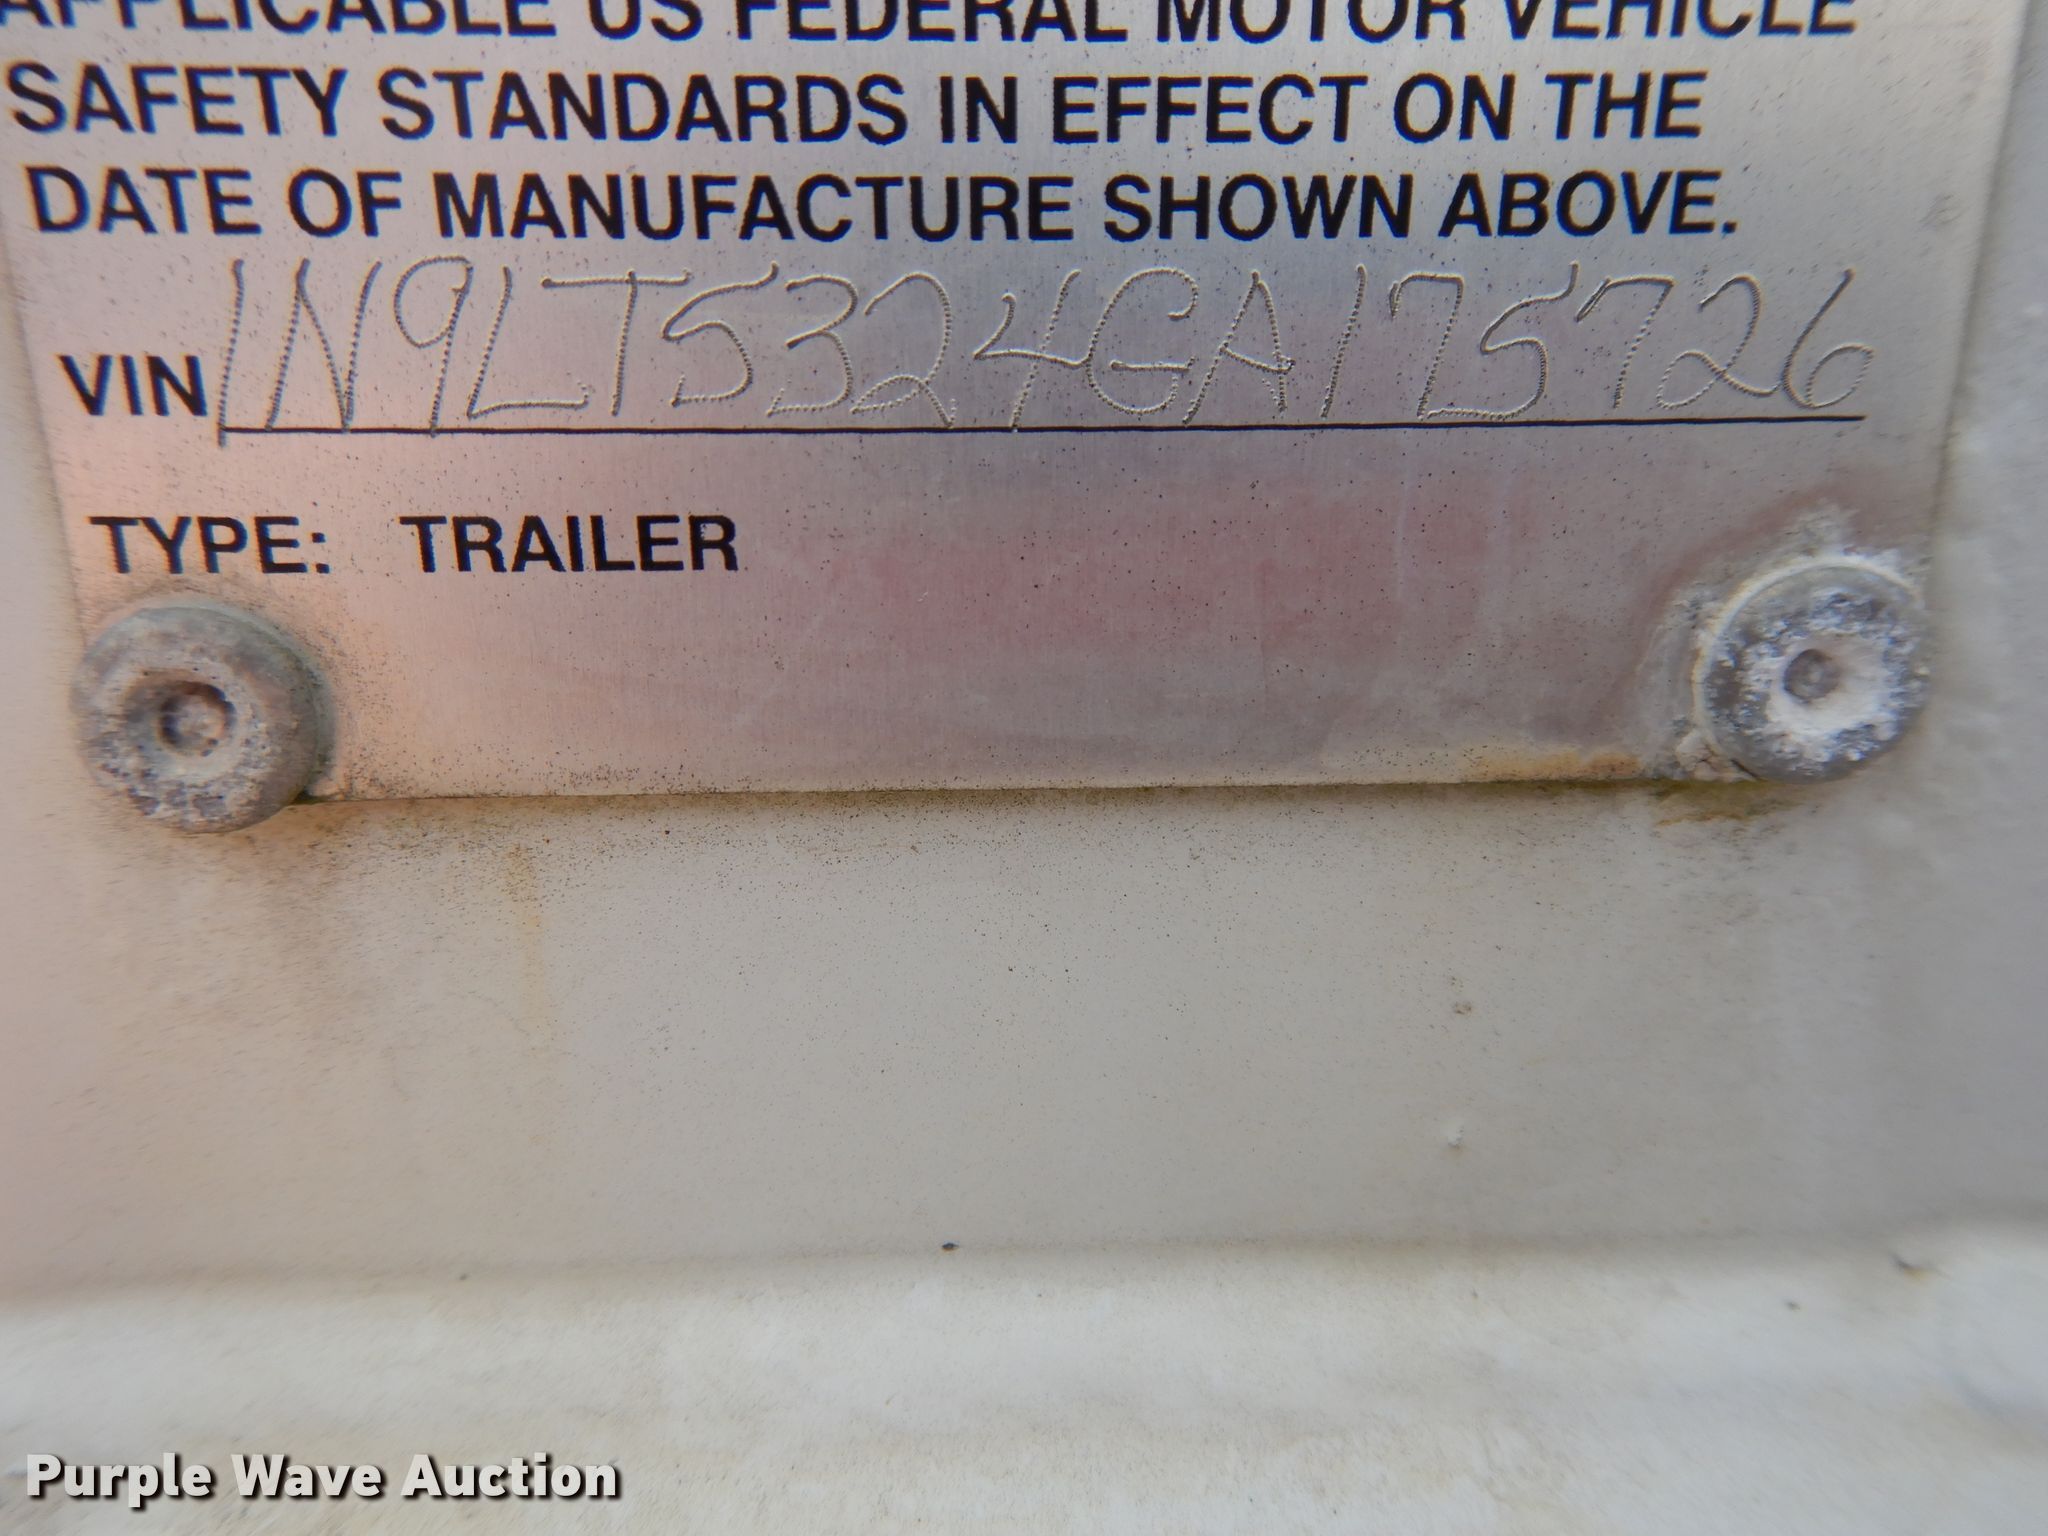 APPLICABLE US FEDERAL MOTOR VEHICLE
SAFETY STANDARDS IN EFFECT ON THE
DATE OF MANUFACTURE SHOWN ABOVE.
VIN 1N9LT5324GA175726
TYPE: TRAILER
Purple Wave Auction